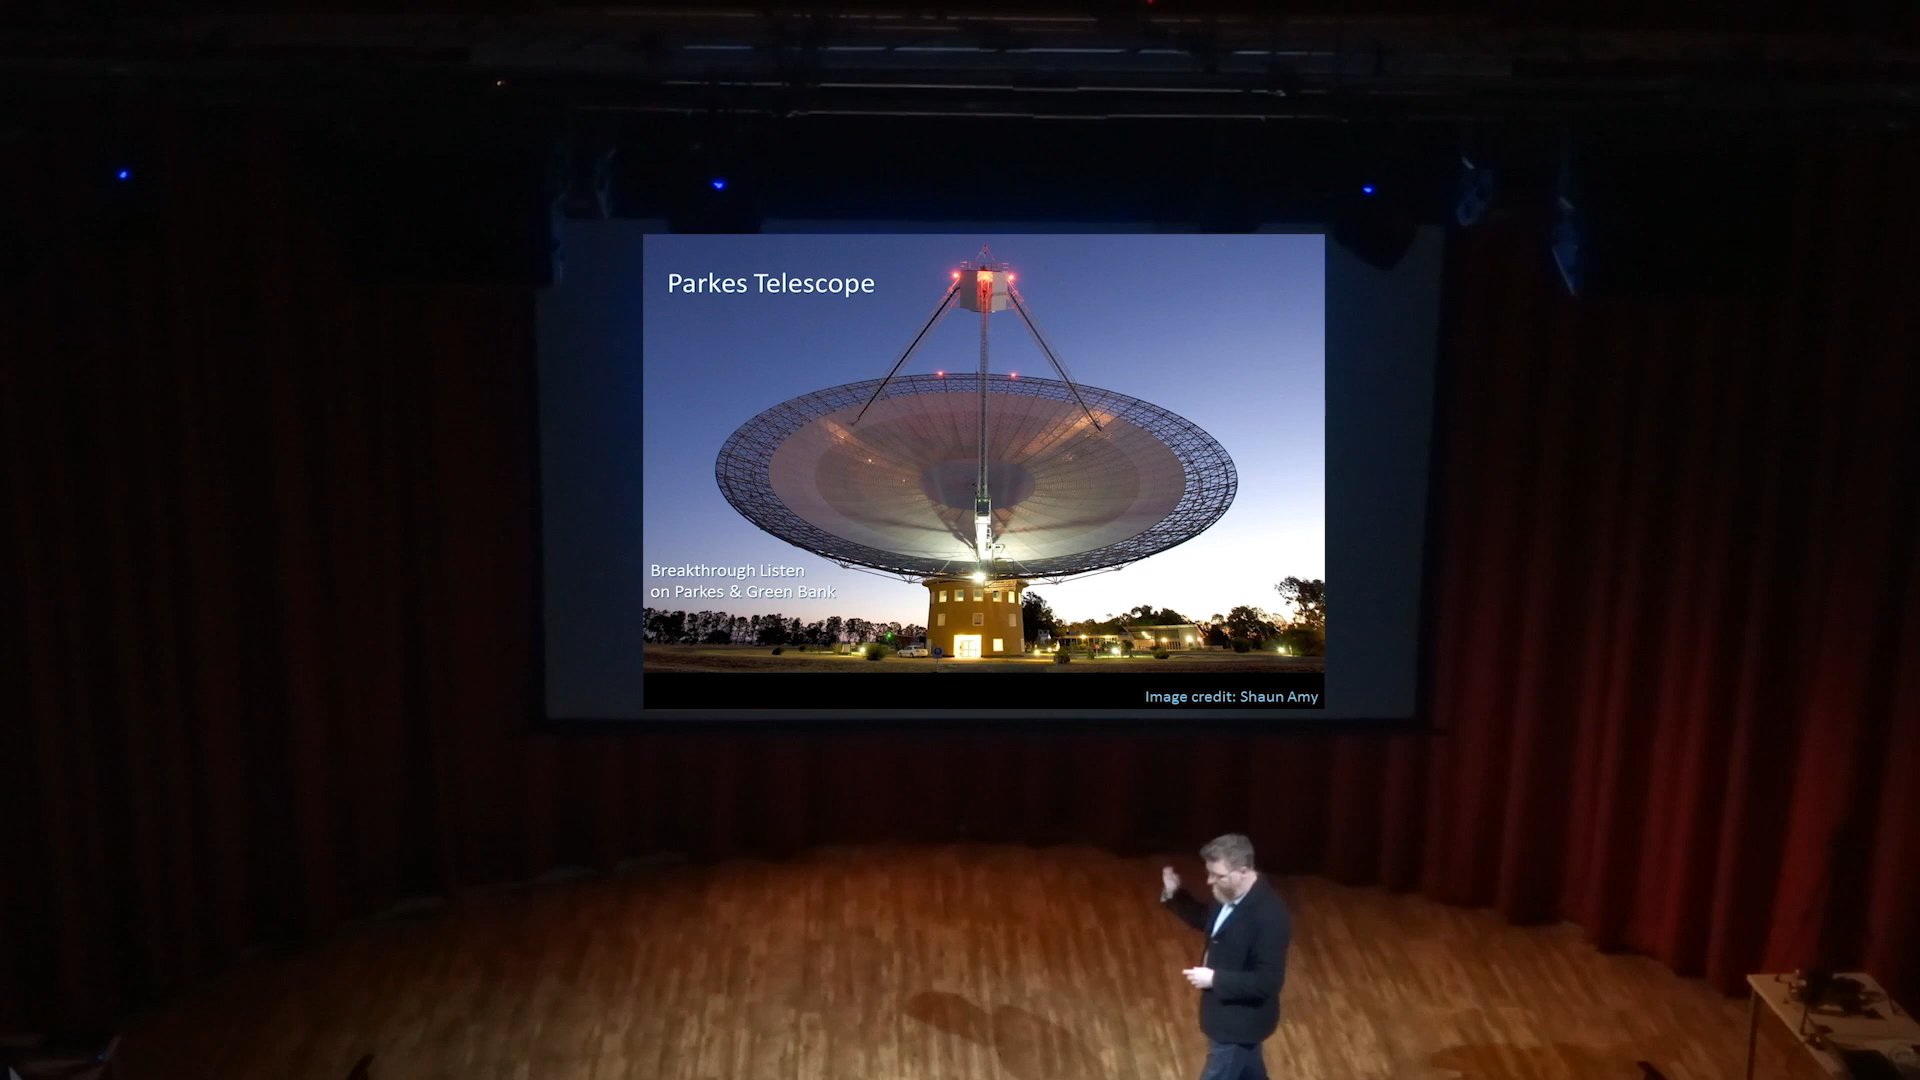 Parkes Telescope
Breakthrough Listen
on Parkes & Green Bank
Image credit: Shaun Amy